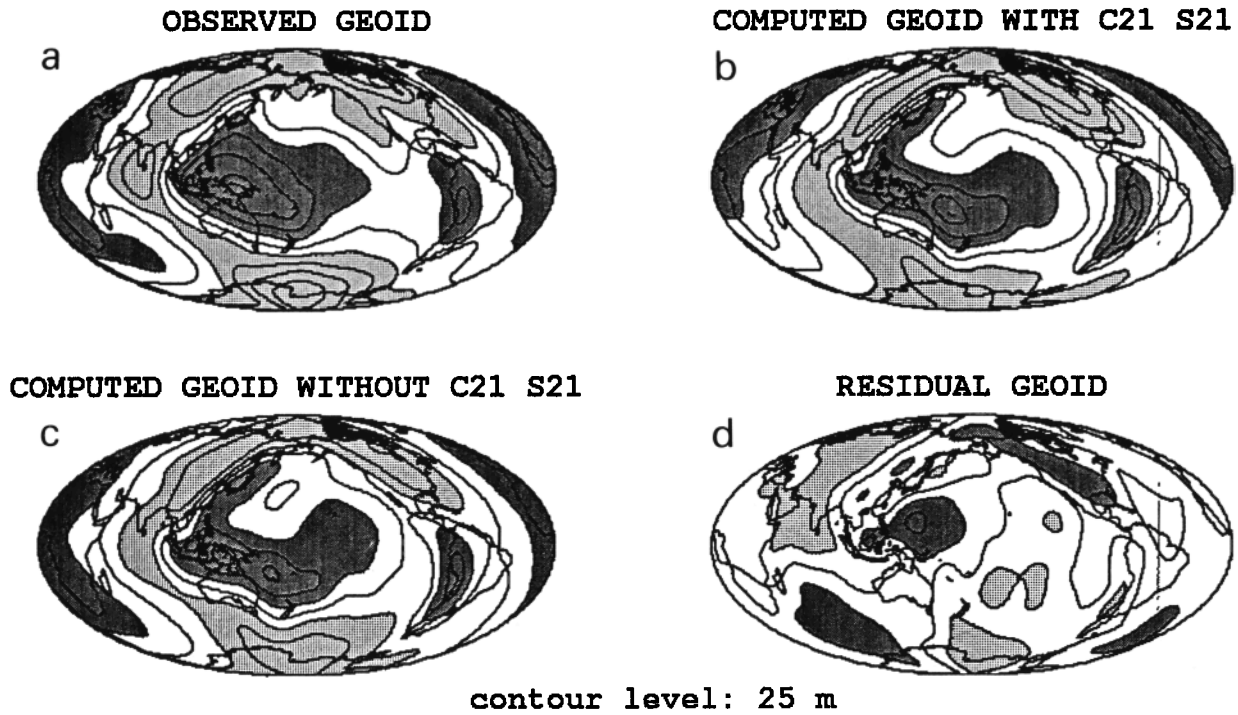 OBSERVED GEOID
COMPUTED GEOID WITH C21 S21
a
b
COMPUTED GEOID WITHOUT C21 S21
RESIDUAL GEOID
c
d
contour level: 25 m